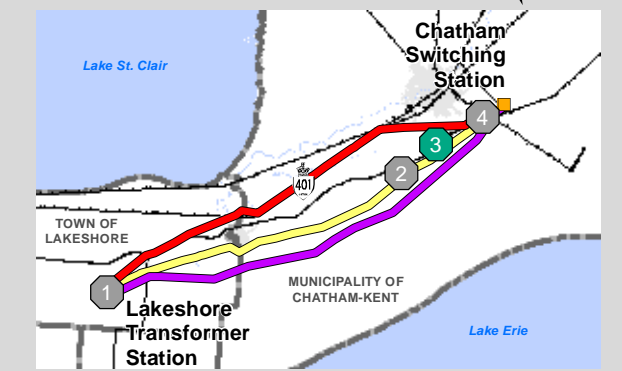 Chatham
Switching
Station
Lake St. Clair
4
3
2
401
TOWN OF
LAKESHORE
1
MUNICIPALITY OF
CHATHAM-KENT
Lakeshore
Transformer
Station
Lake Erie